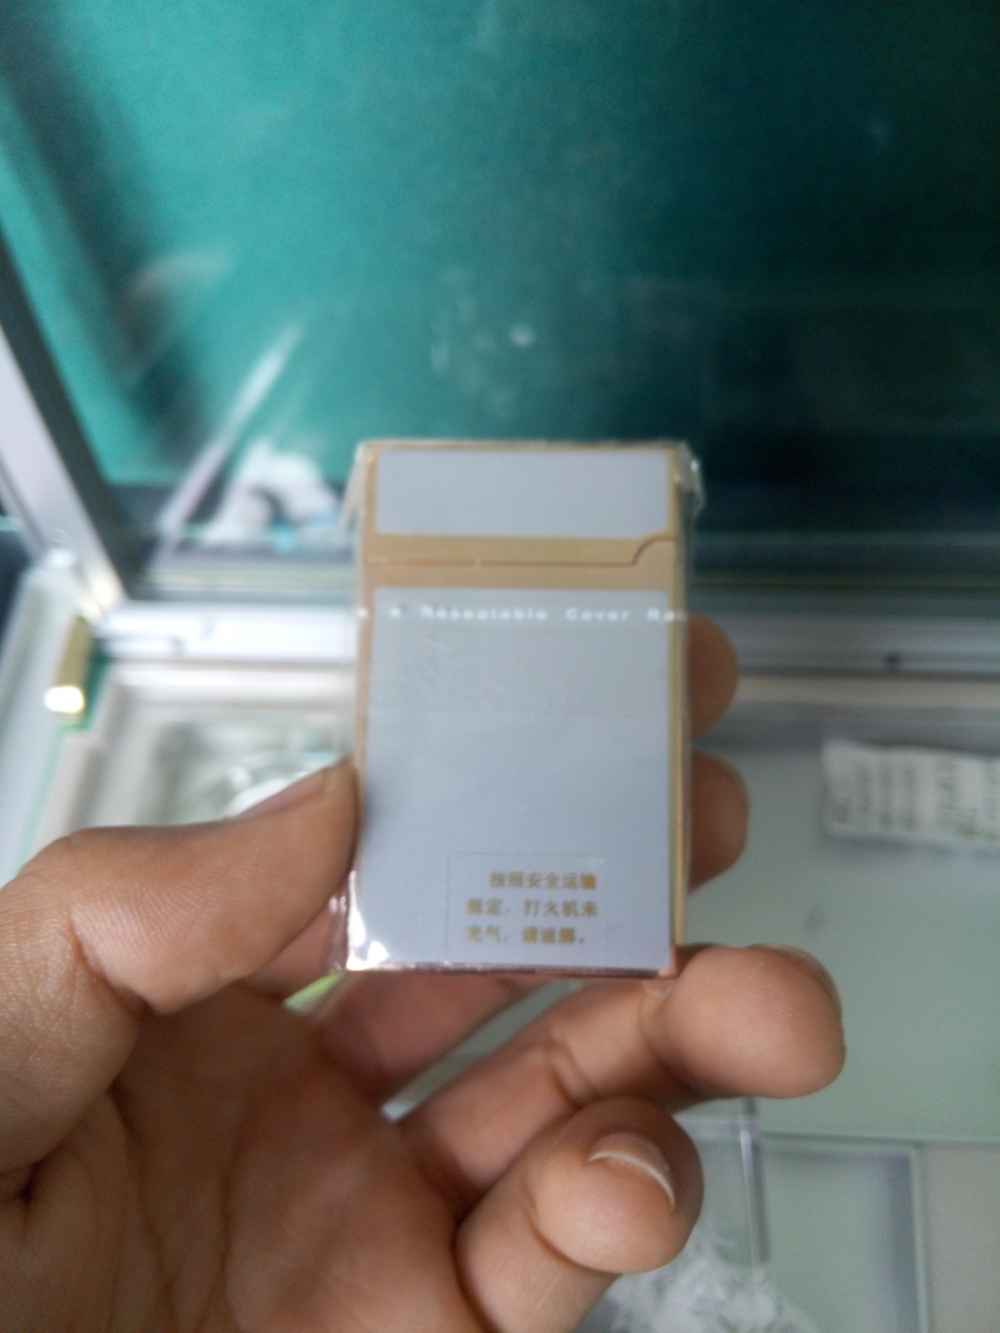 Resealable Cover
按照安全运输
规定，打火机未
充气，请谅解。